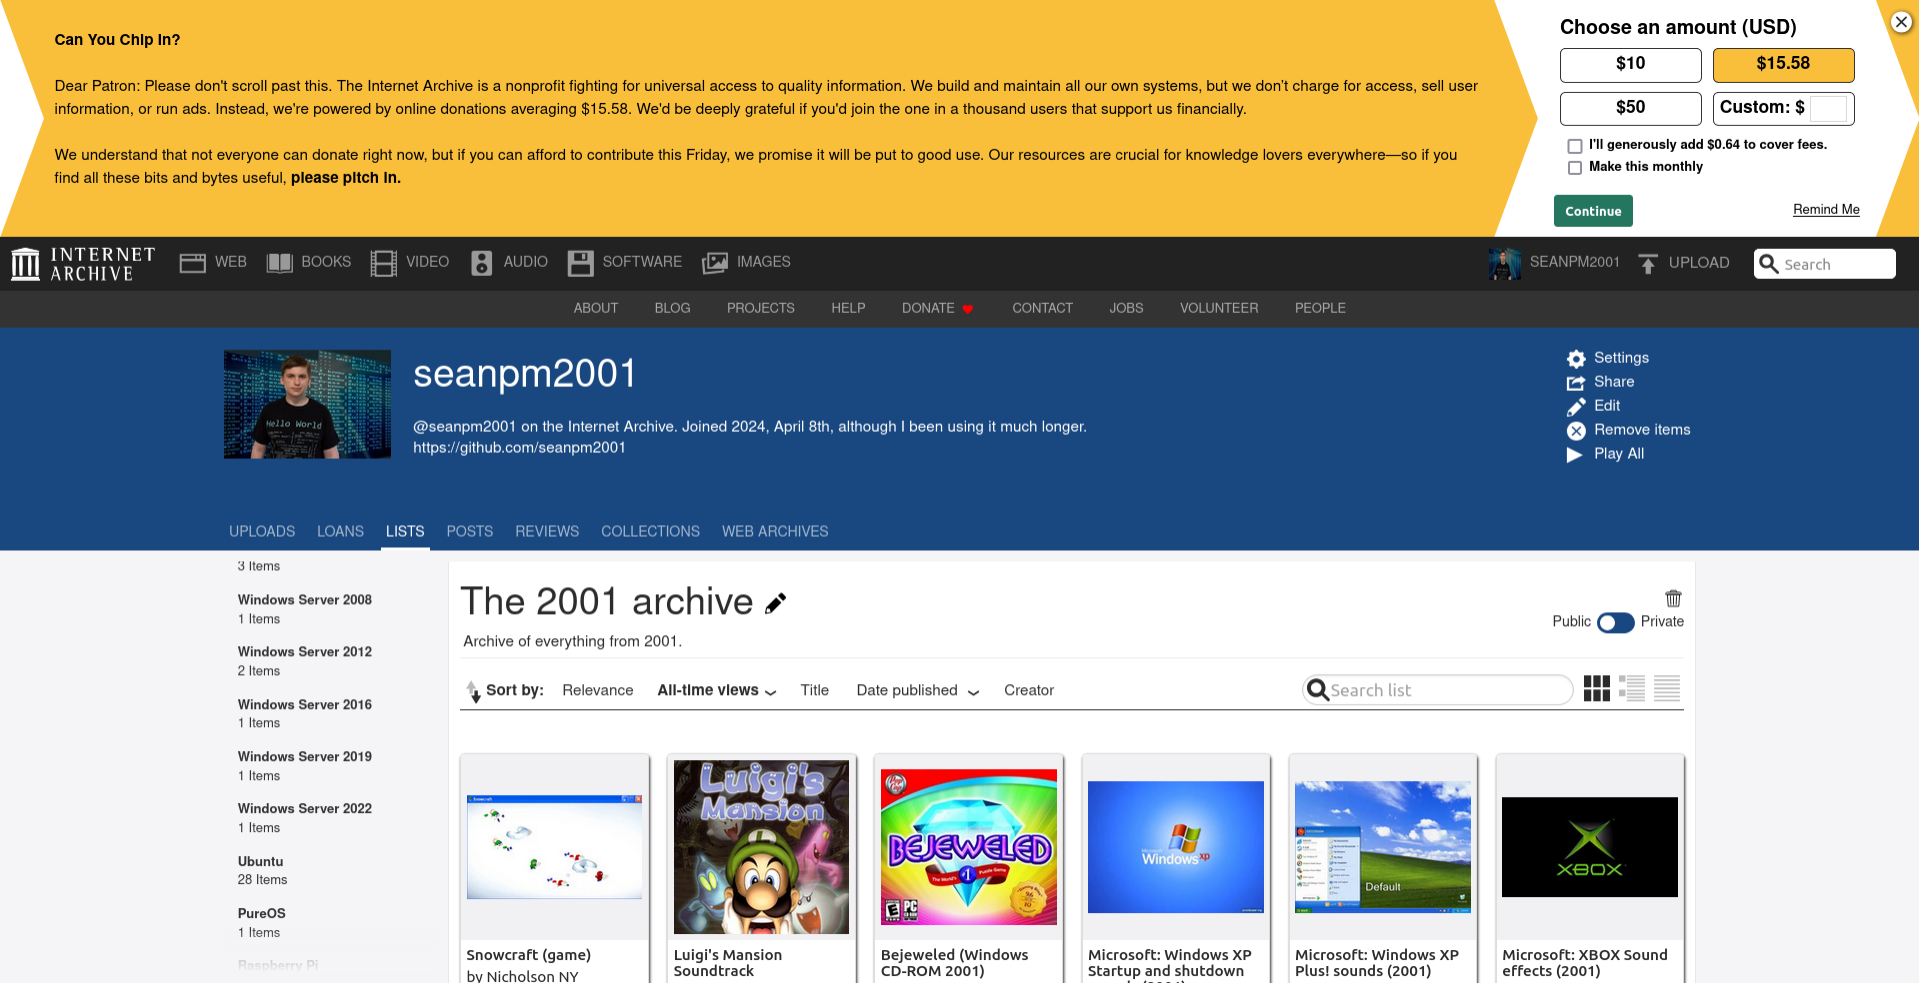 Can You Chip In?
Dear Patron: Please don't scroll past this. The Internet Archive is a nonprofit fighting for universal access to quality information. We build and maintain all our own systems, but we don't charge for access, sell user
information, or run ads. Instead, we're powered by online donations averaging $15.58. We'd be deeply grateful if you'd join the one in a thousand users that support us financially.
We understand that not everyone can donate right now, but if you can afford to contribute this Friday, we promise it will be put to good use. Our resources are crucial for knowledge lovers everywhere—so if you
find all these bits and bytes useful, please pitch in.
Choose an amount (USD)
$10
$15.58
$50
Custom: $
I'll generously add $0.64 to cover fees.
Make this monthly
Continue
Remind Me
INTERNET
ARCHIVE
WEB
BOOKS
VIDEO
AUDIO
SOFTWARE
IMAGES
SEANPM2001
UPLOAD
Search
ABOUT
BLOG
PROJECTS
HELP
DONATE
CONTACT
JOBS
VOLUNTEER
PEOPLE
Hello World
seanpm2001
@seanpm2001 on the Internet Archive. Joined 2024, April 8th, although I been using it much longer.
https://github.com/seanpm2001
Settings
Share
Edit
Remove items
Play All
UPLOADS
LOANS
LISTS
POSTS
REVIEWS
COLLECTIONS
WEB ARCHIVES
3 Items
Windows Server 2008
1 Items
Windows Server 2012
2 Items
Windows Server 2016
1 Items
Windows Server 2019
1 Items
Windows Server 2022
1 Items
Ubuntu
28 Items
PureOS
1 Items
Raspberry Pi
The 2001 archive
Archive of everything from 2001.
Public
Private
Sort by:
Relevance
All-time views
Title
Date published
Creator
Search list
Snowcraft (game)
by Nicholson NY
Luigi's
Mansion
Luigi's Mansion
Soundtrack
BEJEWELED
The World's #1 Puzzle Game
PC
Bejeweled (Windows
CD-ROM 2001)
Microsoft
Windows xp
Microsoft: Windows XP
Startup and shutdown
Default
Microsoft: Windows XP
Plus! sounds (2001)
XBOX
Microsoft: XBOX Sound
effects (2001)